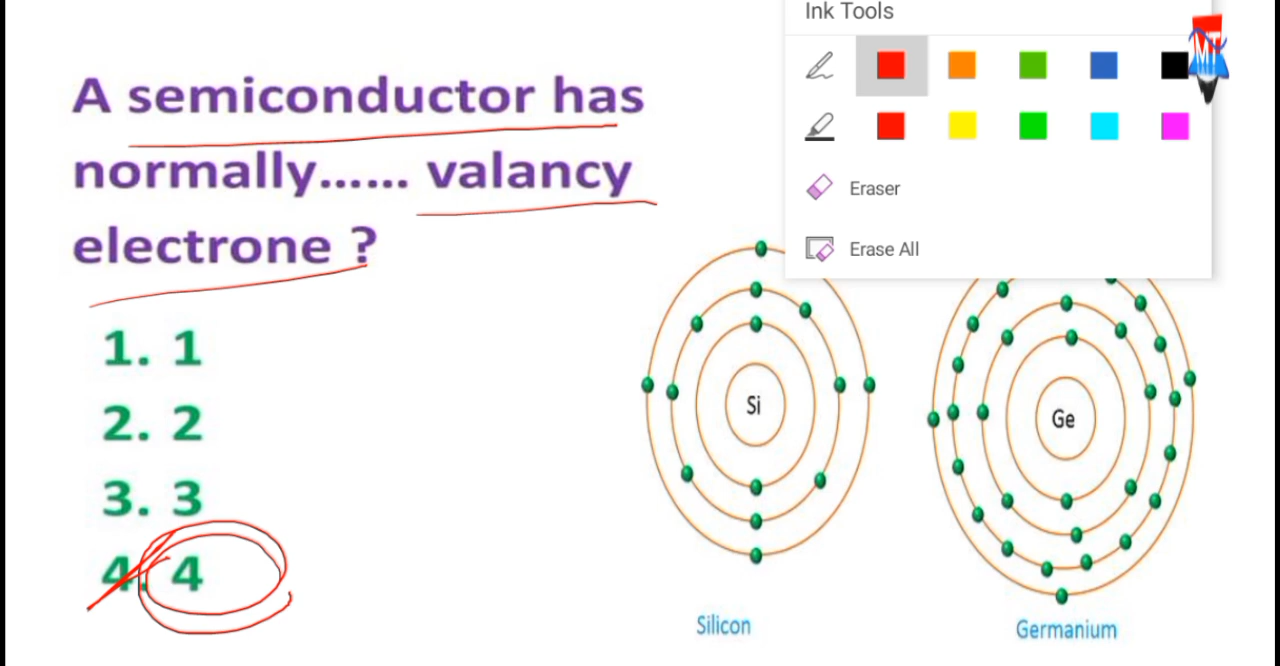 Ink Tools
MT
A semiconductor has
normally...... valancy
electrone ?
Eraser
Erase All
1. 1
2. 2
3. 3
4. 4
Si
Ge
Silicon
Germanium